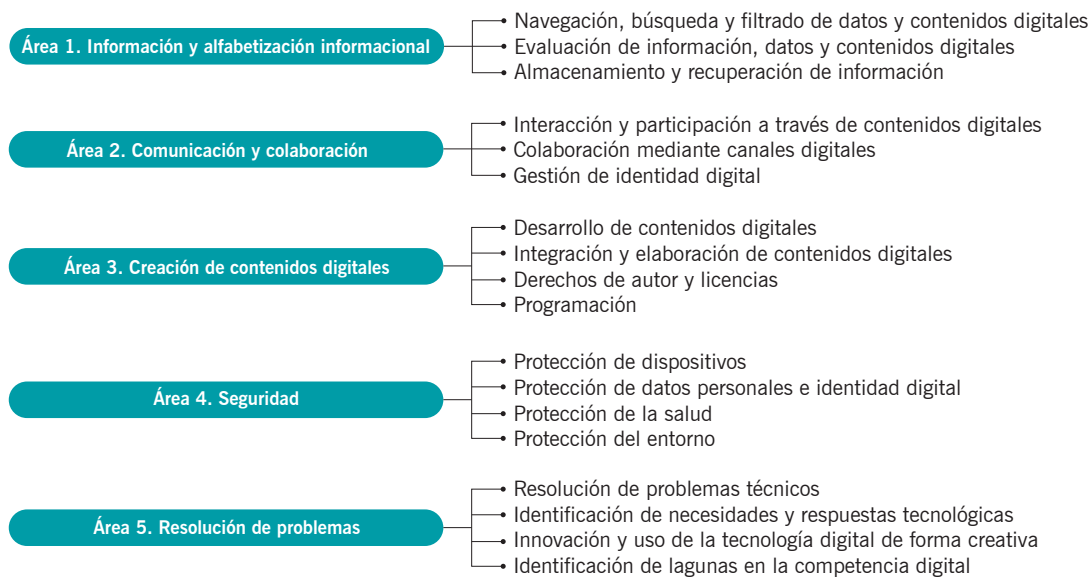 Área 1. Información y alfabetización informacional
• Navegación, búsqueda y filtrado de datos y contenidos digitales
• Evaluación de información, datos y contenidos digitales
• Almacenamiento y recuperación de información
Área 2. Comunicación y colaboración
• Interacción y participación a través de contenidos digitales
• Colaboración mediante canales digitales
• Gestión de identidad digital
Área 3. Creación de contenidos digitales
• Desarrollo de contenidos digitales
• Integración y elaboración de contenidos digitales
• Derechos de autor y licencias
• Programación
Área 4. Seguridad
• Protección de dispositivos
• Protección de datos personales e identidad digital
• Protección de la salud
• Protección del entorno
Área 5. Resolución de problemas
• Resolución de problemas técnicos
• Identificación de necesidades y respuestas tecnológicas
• Innovación y uso de la tecnología digital de forma creativa
• Identificación de lagunas en la competencia digital